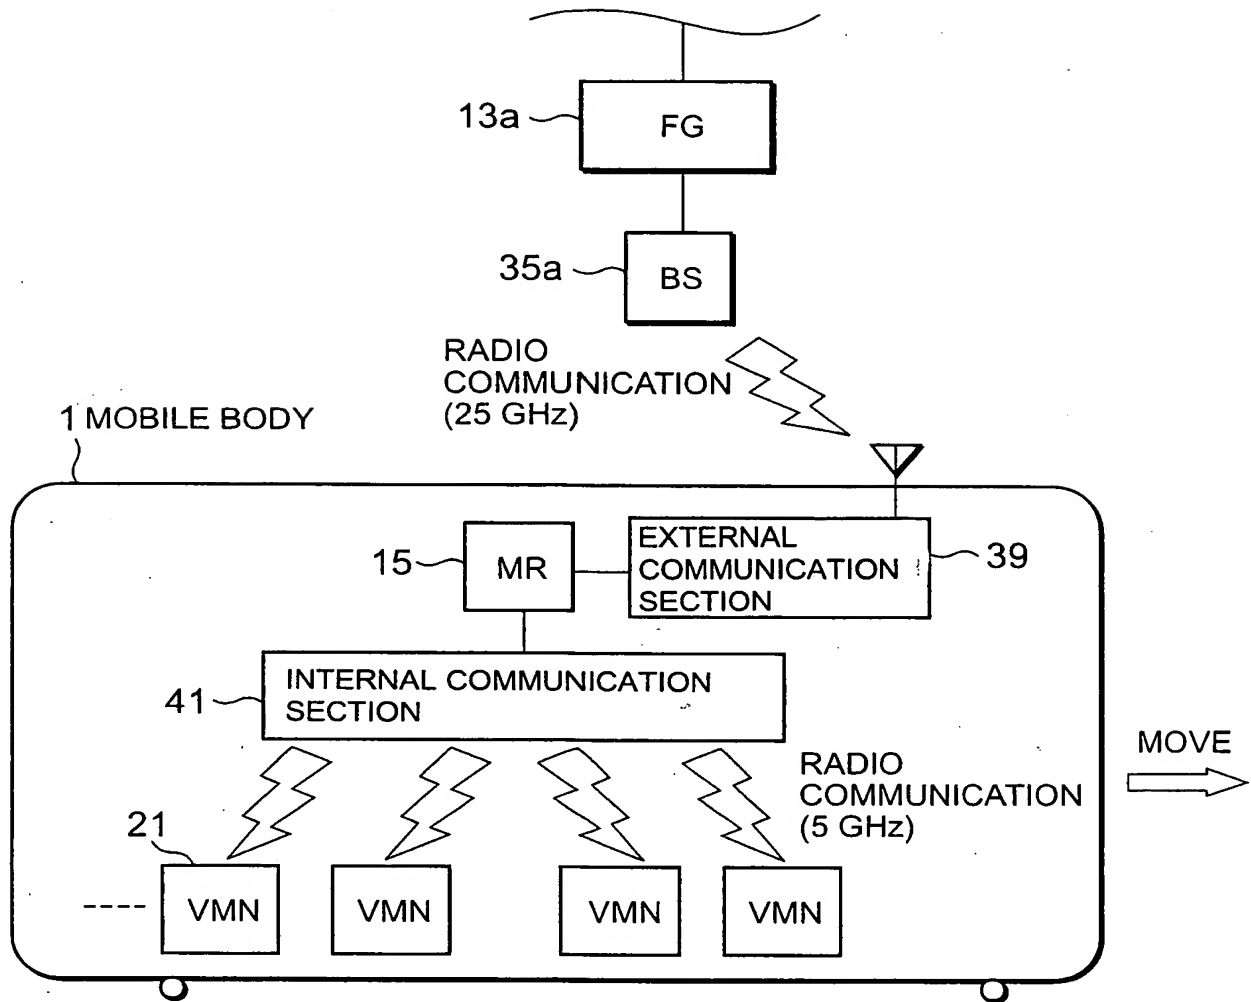 13a
FG
35a
BS
RADIO
COMMUNICATION
(25 GHz)
1 MOBILE BODY
15
MR
EXTERNAL
COMMUNICATION
SECTION
39
41
INTERNAL COMMUNICATION
SECTION
RADIO
COMMUNICATION
(5 GHz)
MOVE
21
VMN
VMN
VMN
VMN